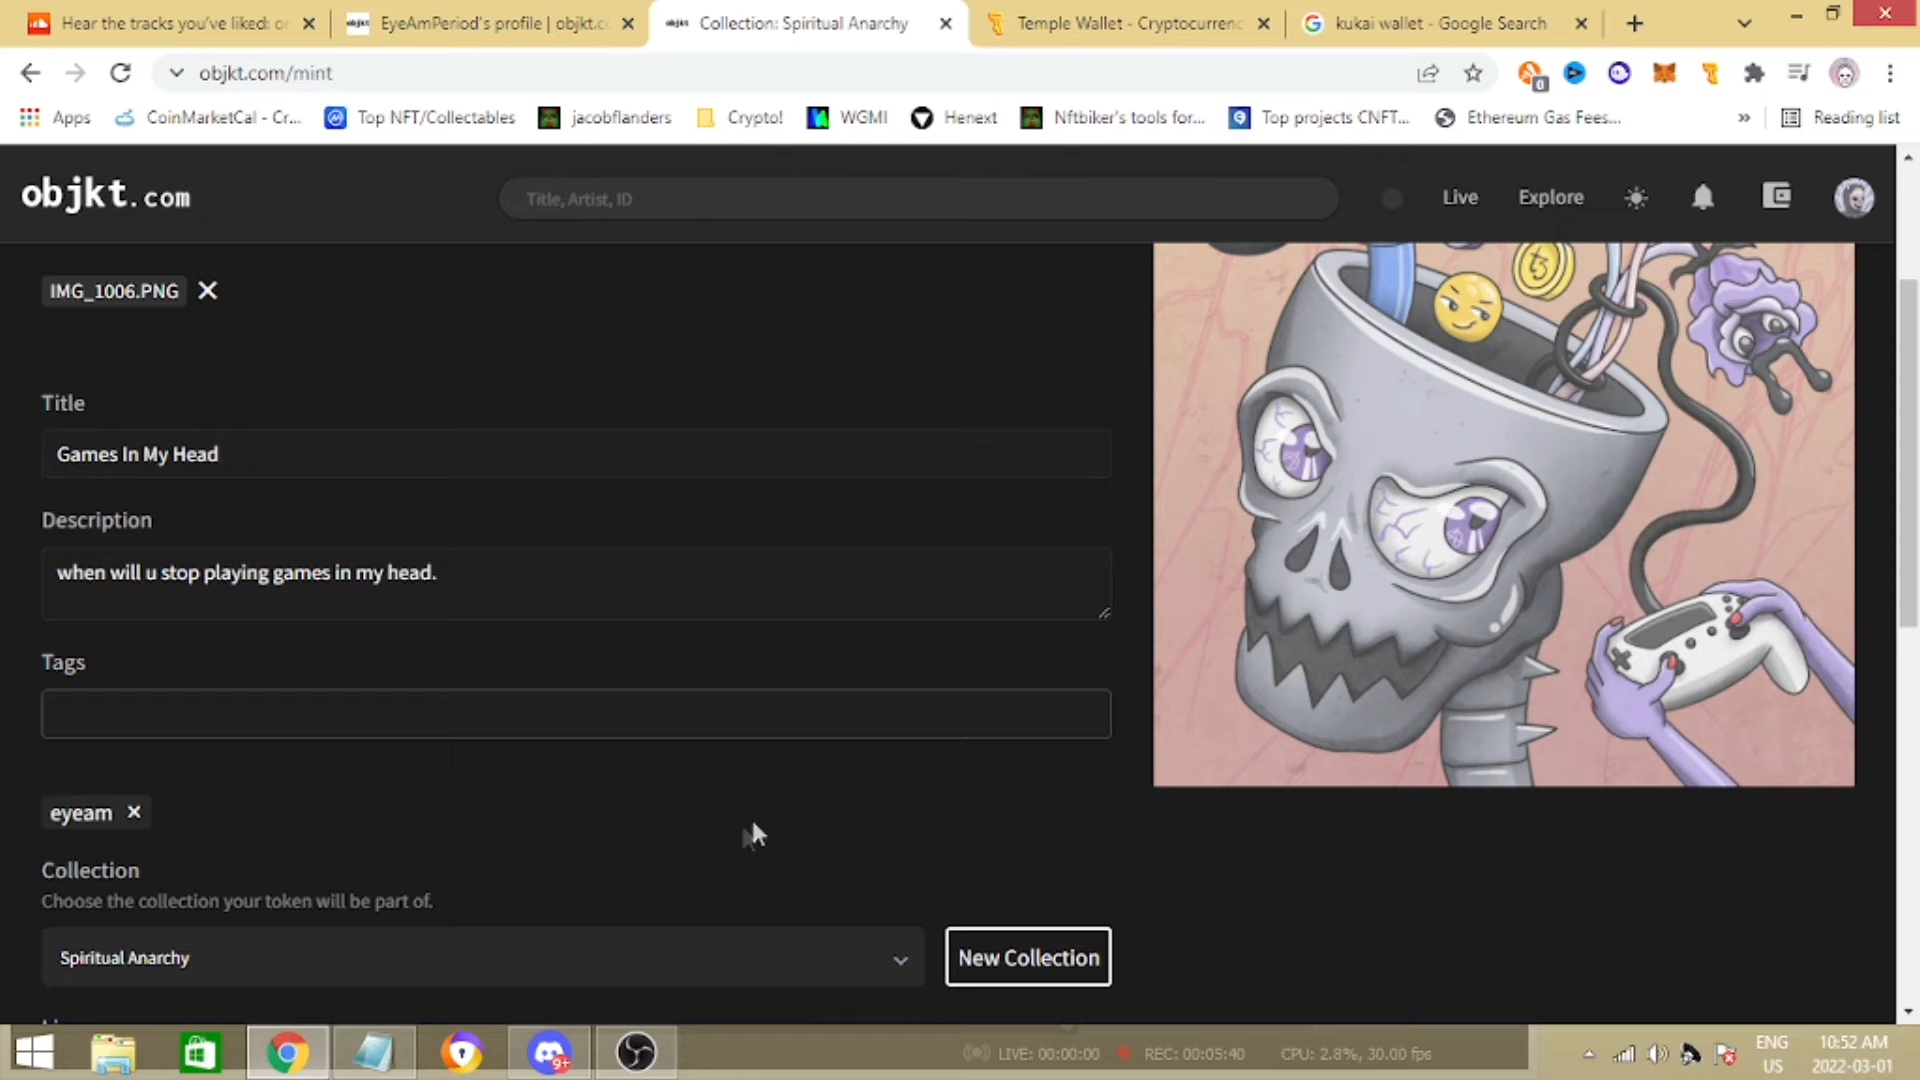 Hear the tracks you've liked: or
EyeAmPeriod's profile | objkt.c
Collection: Spiritual Anarchy
Temple Wallet - Cryptocurrenc
kukai wallet - Google Search
objkt.com/mint
0
Apps
CoinMarketCal - Cr...
Top NFT/Collectables
jacobflanders
Crypto!
WGMI
Henext
Nftbiker's tools for...
Top projects CNFT...
Ethereum Gas Fees...
»
Reading list
objkt.com
Title, Artist, ID
Live
Explore
IMG_1006.PNG
Title
Games In My Head
Description
when will u stop playing games in my head.
Tags
eyeam
Collection
Choose the collection your token will be part of.
Spiritual Anarchy
New Collection
9+
LIVE: 00:00:00
REC: 00:05:40
CPU: 2.8%, 30.00 fps
ENG
US
10:52 AM
2022-03-01